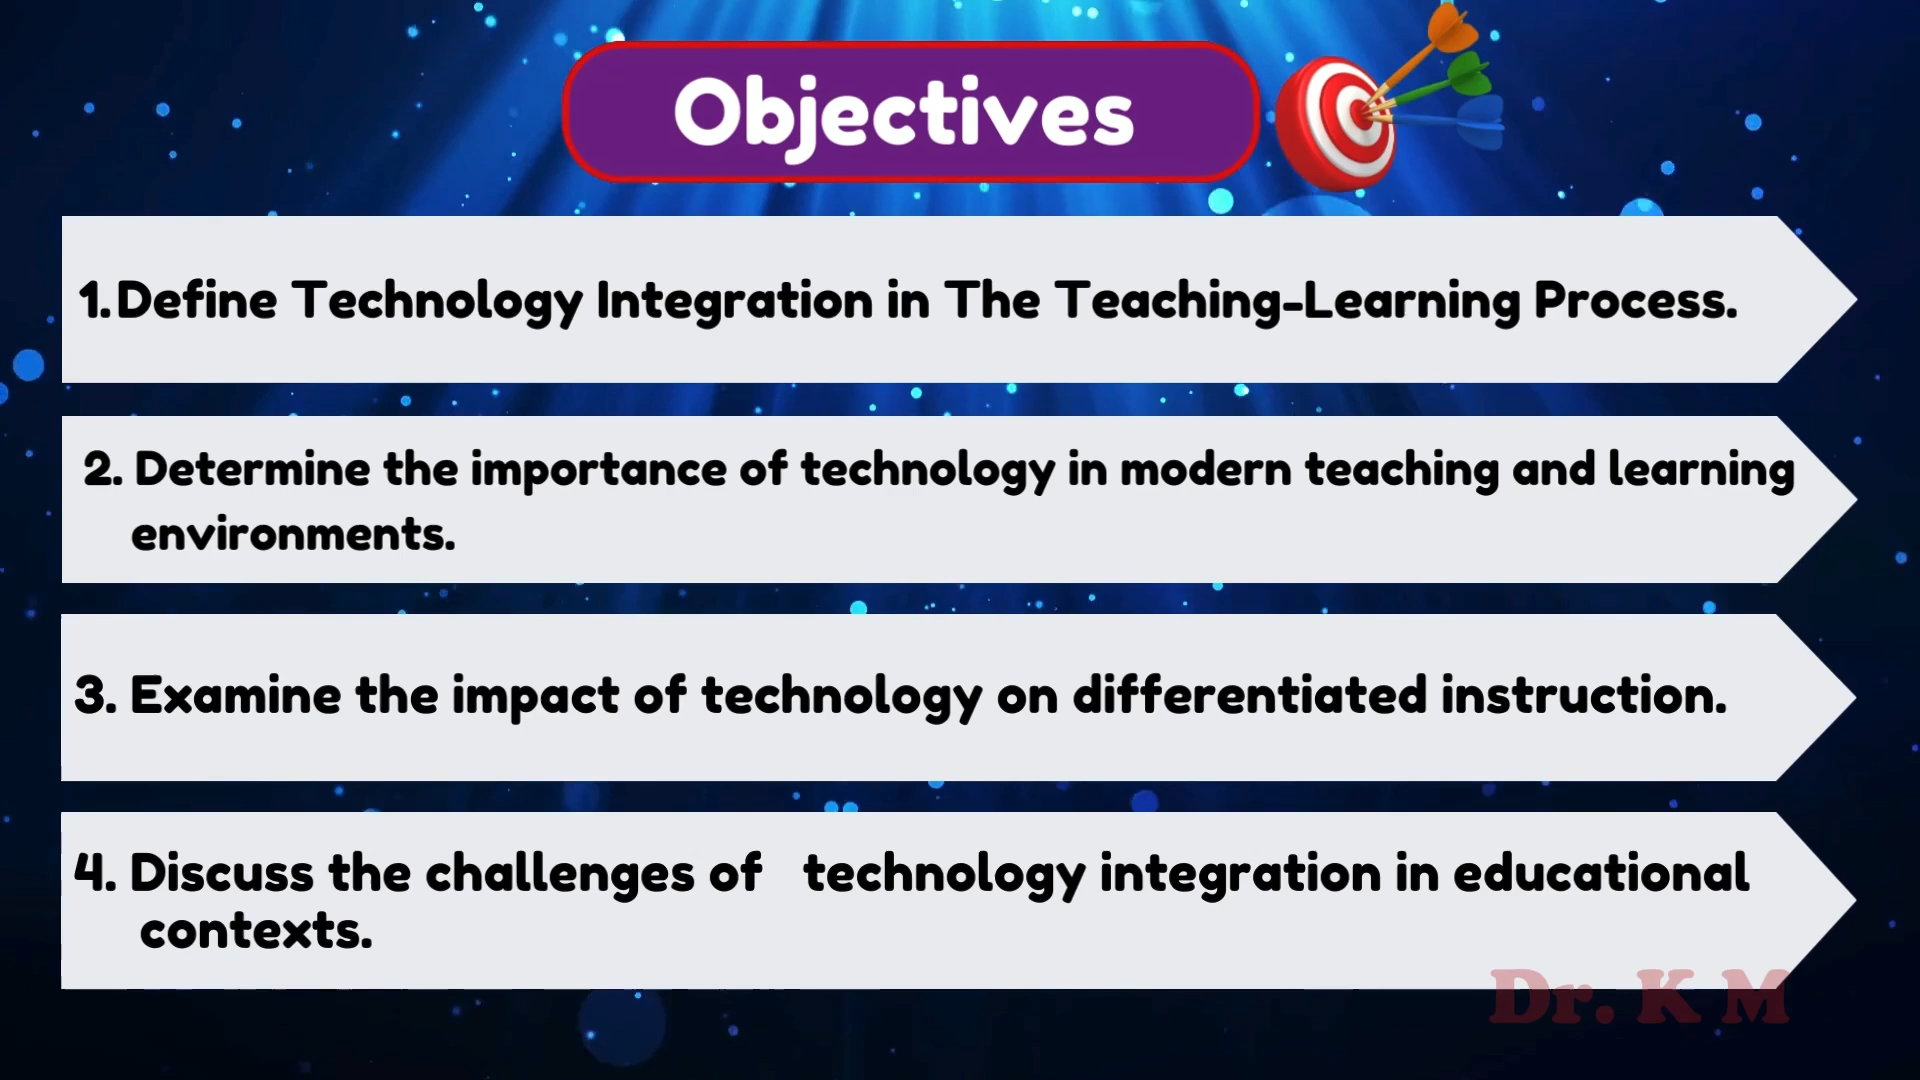 Objectives
1.Define Technology Integration in The Teaching-Learning Process.
2. Determine the importance of technology in modern teaching and learning
environments.
3. Examine the impact of technology on differentiated instruction.
4. Discuss the challenges of   technology integration in educational
contexts.
Dr. K M